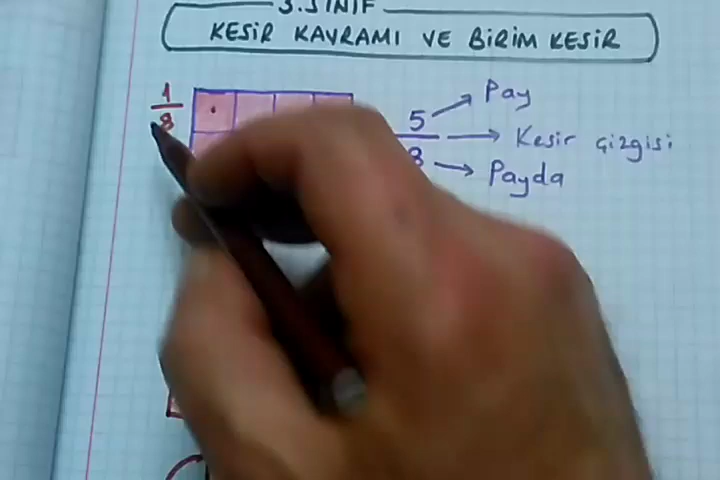 3. SINIF
KESİR KAVRAMI VE BİRİM KESİR
1
8
5 → Pay
→ Kesir çizgisi
8 → Payda